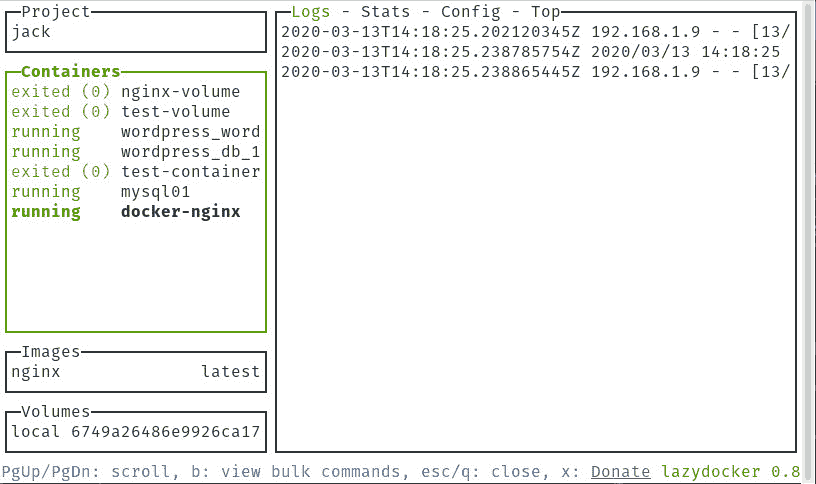 Project
jack
Containers
exited (0) nginx-volume
exited (0) test-volume
running wordpress_word
running wordpress_db_1
exited (0) test-container
running mysql01
running docker-nginx
Images
nginx latest
Volumes
local 6749a26486e9926ca17
Logs - Stats - Config - Top
2020-03-13T14:18:25.202120345Z 192.168.1.9 - - [13/
2020-03-13T14:18:25.238785754Z 2020/03/13 14:18:25
2020-03-13T14:18:25.238865445Z 192.168.1.9 - - [13/
PgUp/PgDn: scroll, b: view bulk commands, esc/q: close, x: Donate lazydocker 0.8